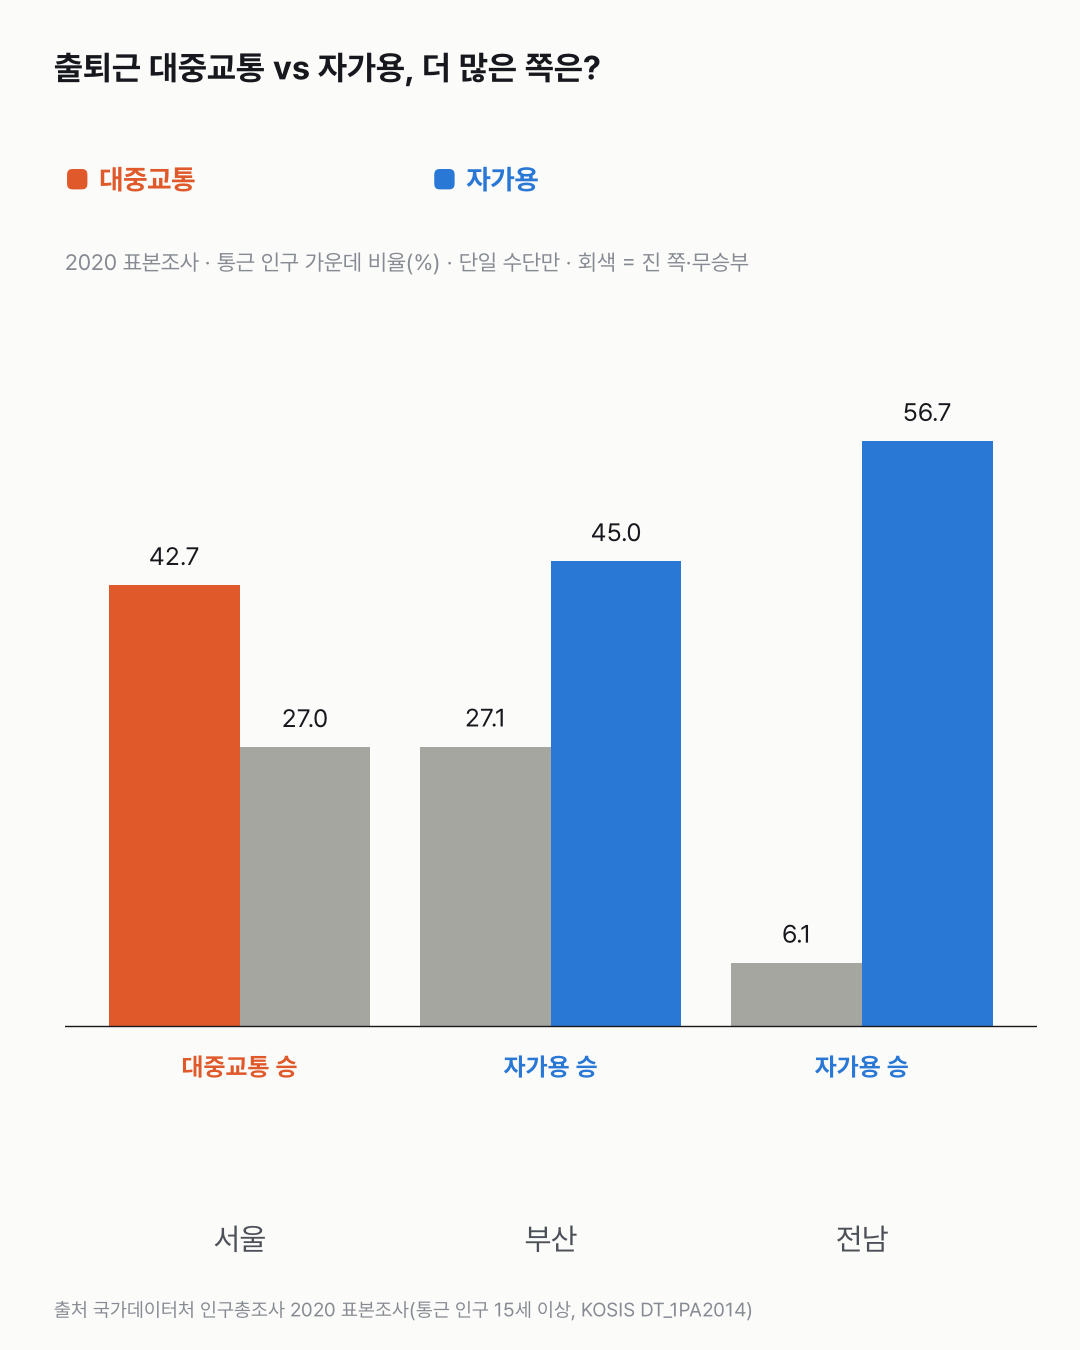 출퇴근 대중교통 vs 자가용, 더 많은 쪽은?
대중교통 자가용
2020 표본조사 · 통근 인구 가운데 비율(%) · 단일 수단만 · 회색 = 진 쪽·무승부
56.7
45.0
42.7
27.0 27.1
6.1
대중교통 승 자가용 승 자가용 승
서울 부산 전남
출처 국가데이터처 인구총조사 2020 표본조사(통근 인구 15세 이상, KOSIS DT_1PA2014)